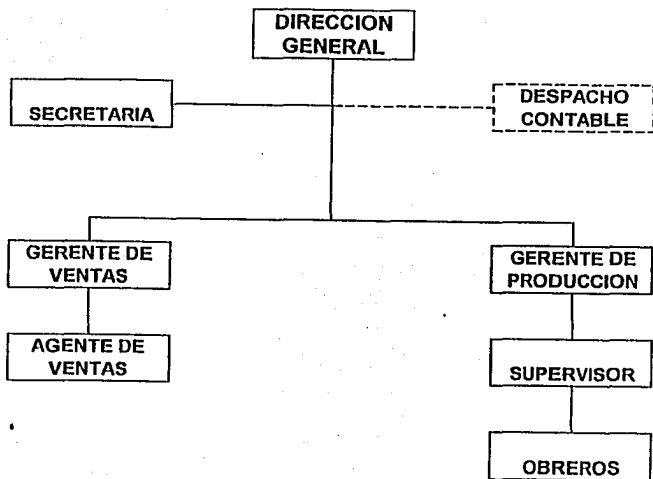 DIRECCION
GENERAL
SECRETARIA
DESPACHO
CONTABLE
GERENTE DE
VENTAS
GERENTE DE
PRODUCCION
AGENTE DE
VENTAS
SUPERVISOR
OBREROS